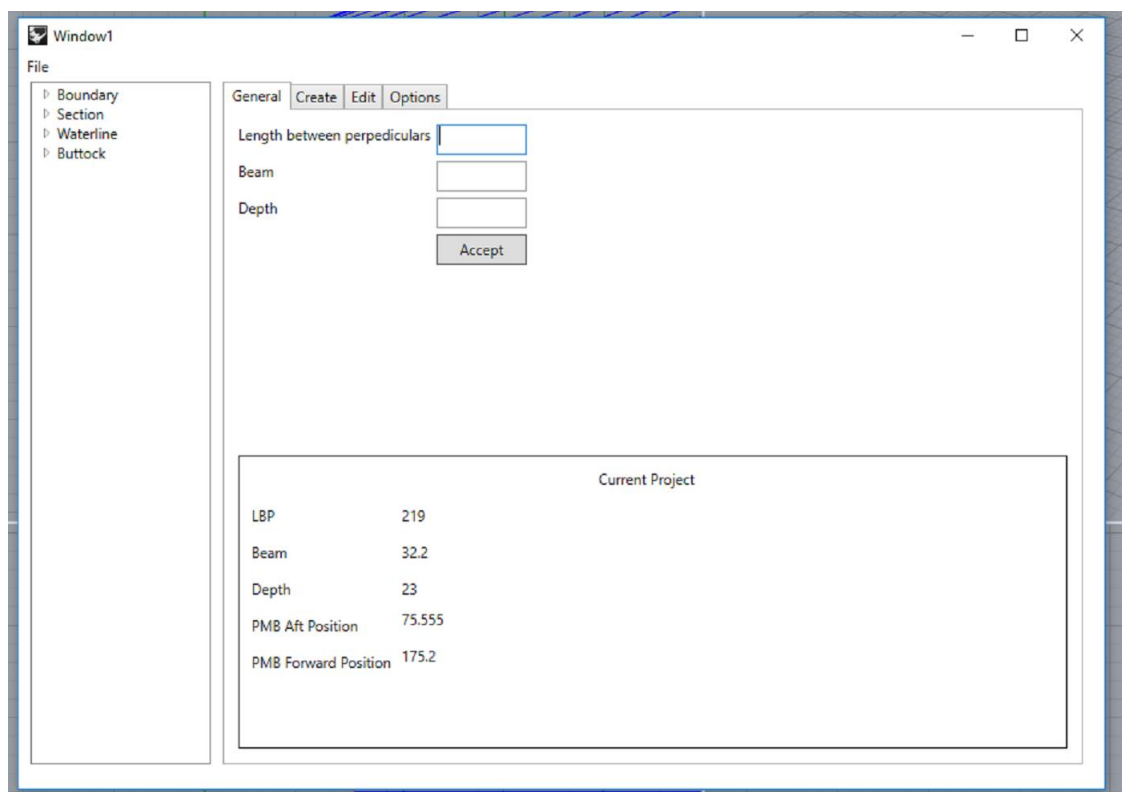 Window1
File
Boundary
Section
Waterline
Buttock
General Create Edit Options
Length between perpediculars
Beam
Depth
Accept
Current Project
LBP 219
Beam 32.2
Depth 23
PMB Aft Position 75.555
PMB Forward Position 175.2